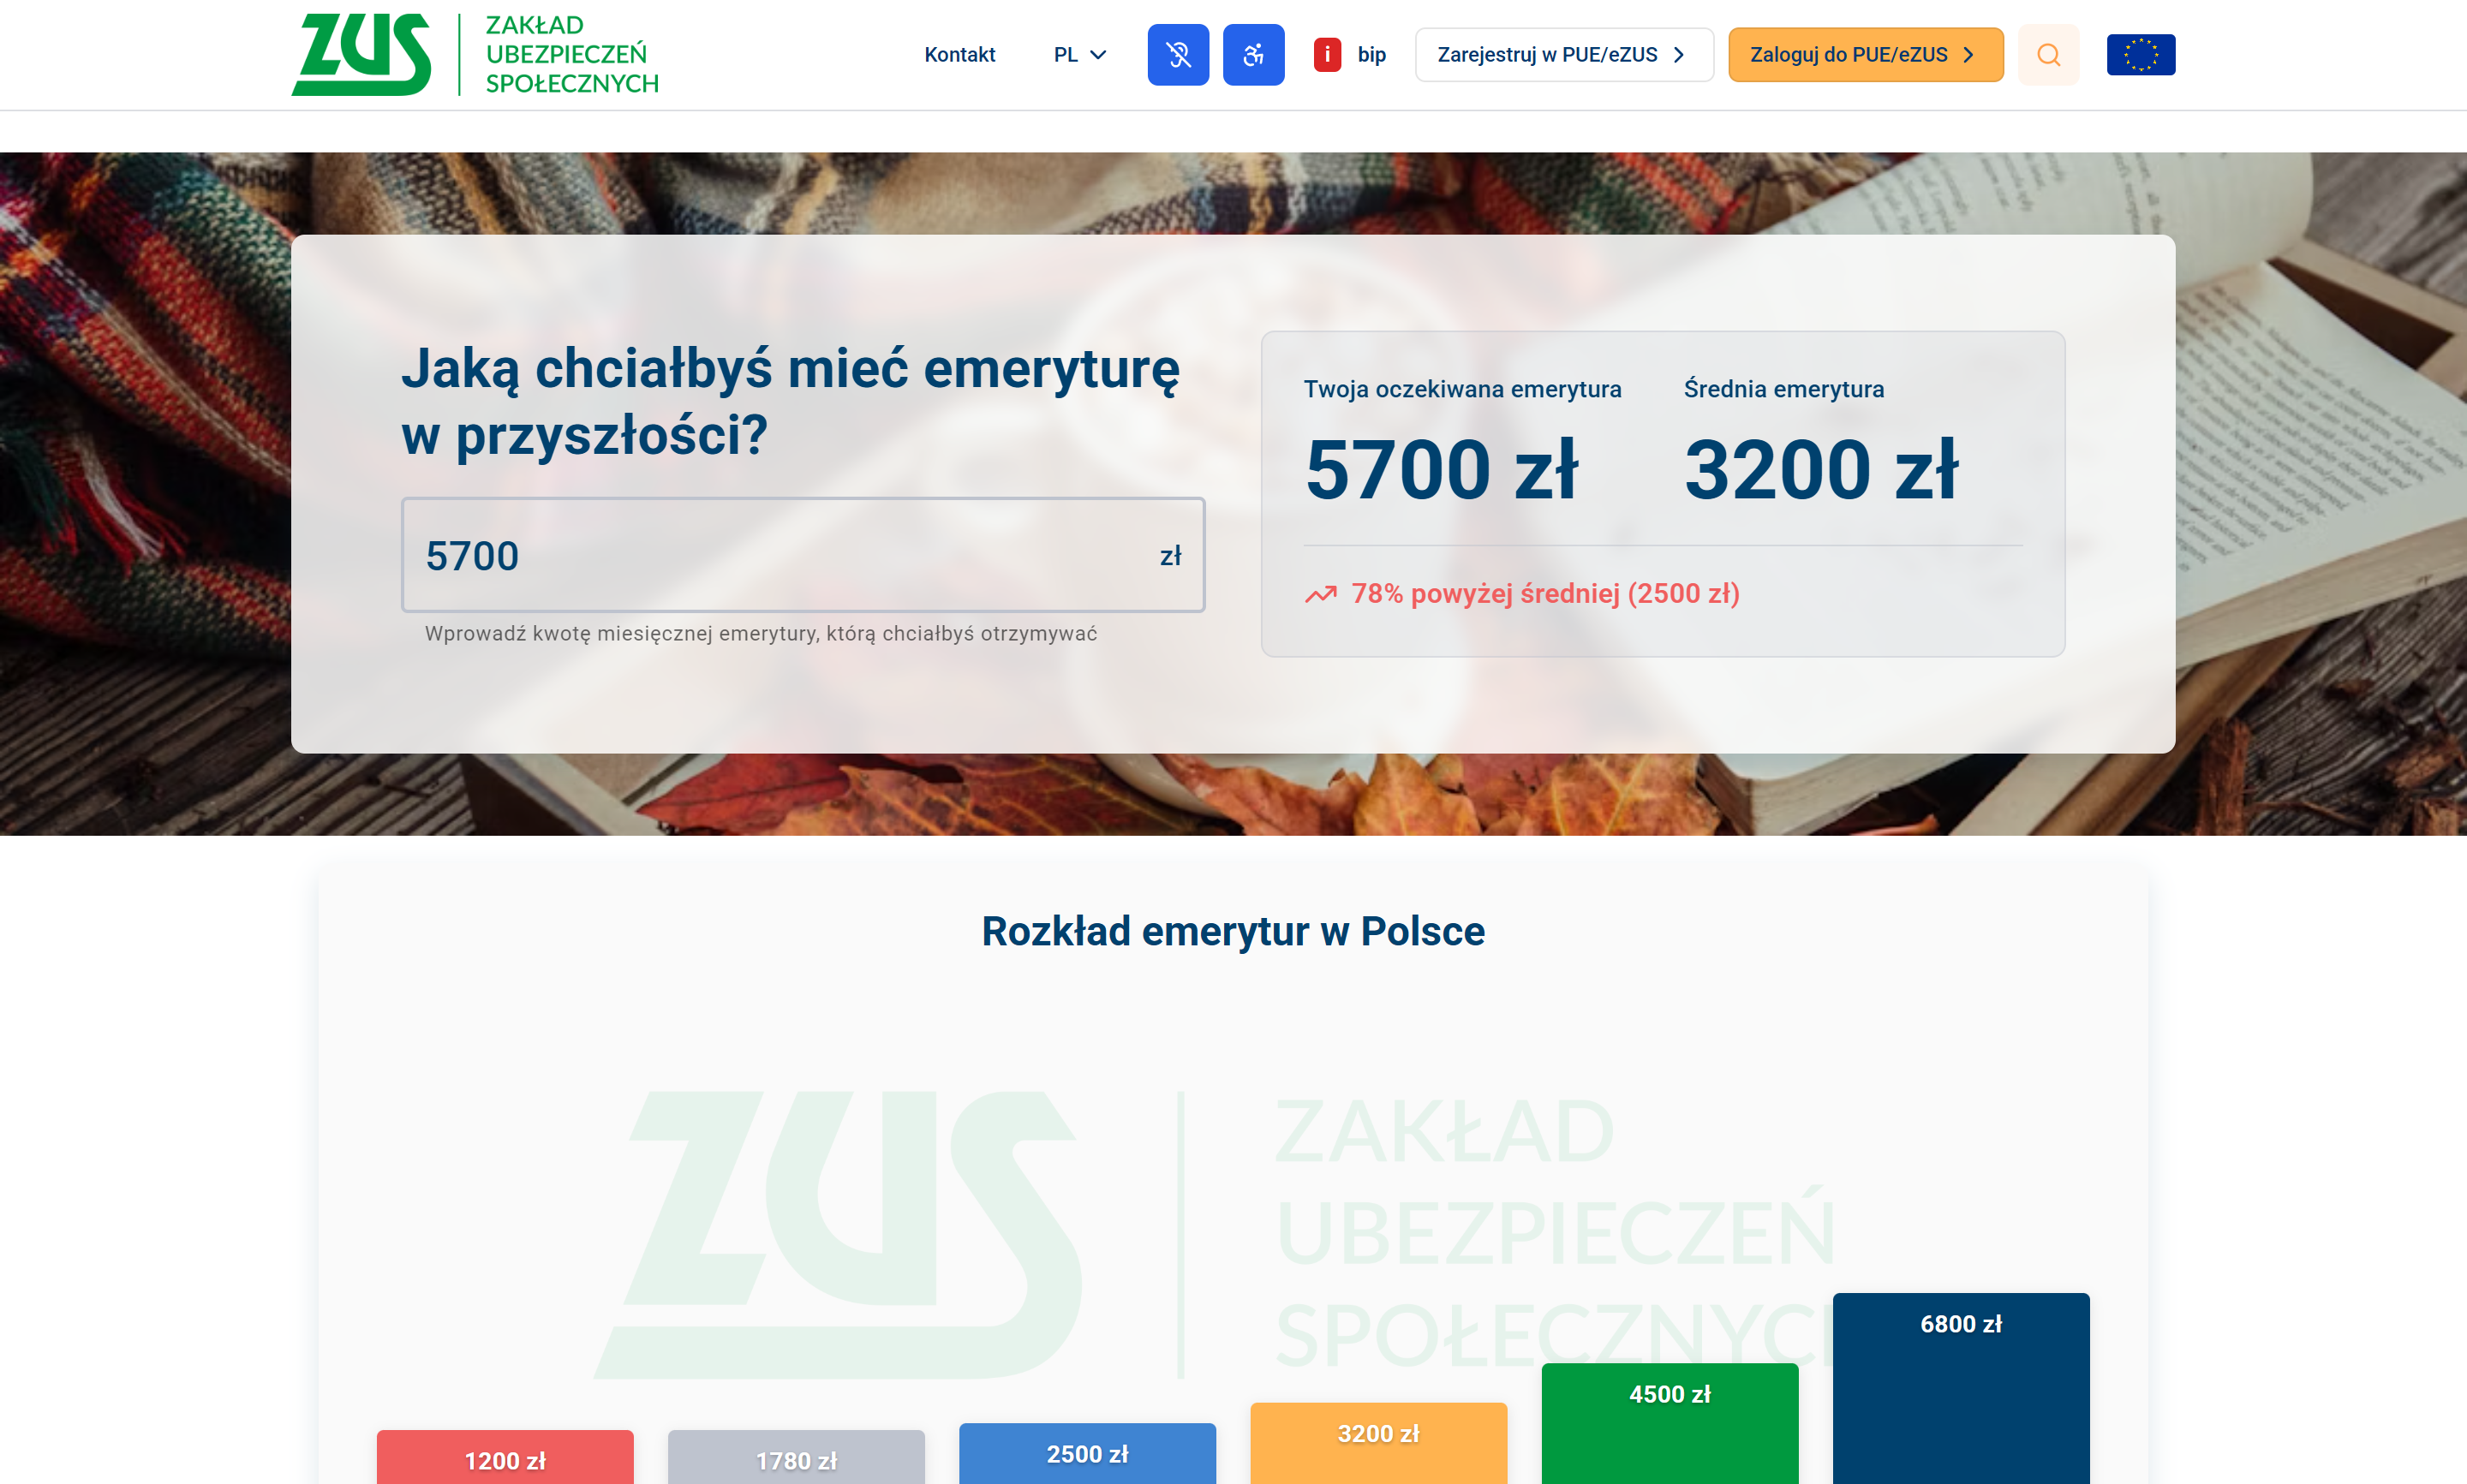 ZUS
ZAKŁAD
UBEZPIECZEŃ
SPOŁECZNYCH
Kontakt
PL
i bip
Zarejestruj w PUE/eZUS
Zaloguj do PUE/eZUS
Jaką chciałbyś mieć emeryturę
w przyszłości?
5700 zł
Wprowadź kwotę miesięcznej emerytury, którą chciałbyś otrzymywać
Twoja oczekiwana emerytura
5700 zł
Średnia emerytura
3200 zł
78% powyżej średniej (2500 zł)
Rozkład emerytur w Polsce
ZUS
ZAKŁAD
UBEZPIECZEŃ
SPOŁECZNYC
1200 zł
1780 zł
2500 zł
3200 zł
4500 zł
6800 zł